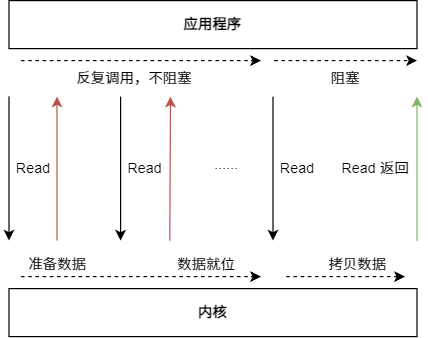 应用程序
反复调用，不阻塞
阻塞
Read
Read
......
Read
Read 返回
准备数据
数据就位
拷贝数据
内核